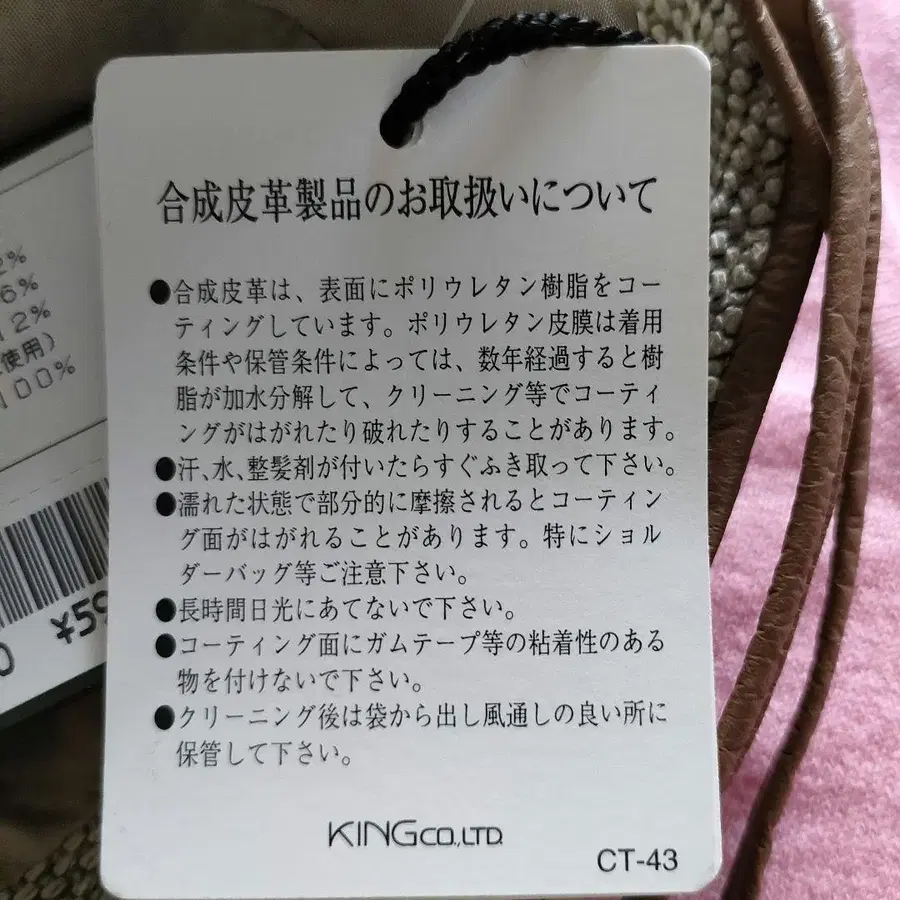 合成皮革製品のお取扱いについて
●合成皮革は、表面にポリウレタン樹脂をコー
ティングしています。ポリウレタン皮膜は着用
条件や保管条件によっては、数年経過すると樹
脂が加水分解して、クリーニング等でコーティ
ングがはがれたり破れたりすることがあります。
●汗、水、整髪剤が付いたらすぐふき取って下さい。
●濡れた状態で部分的に摩擦されるとコーティン
グ面がはがれることがあります。特にショル
ダーバッグ等ご注意下さい。
●長時間日光にあてないで下さい。
●コーティング面にガムテープ等の粘着性のある
物を付けないで下さい。
●クリーニング後は袋から出し風通しの良い所に
保管して下さい。
KING CO.,LTD.
CT-43
2%
6%
12%
使用)
100%
0 ¥59